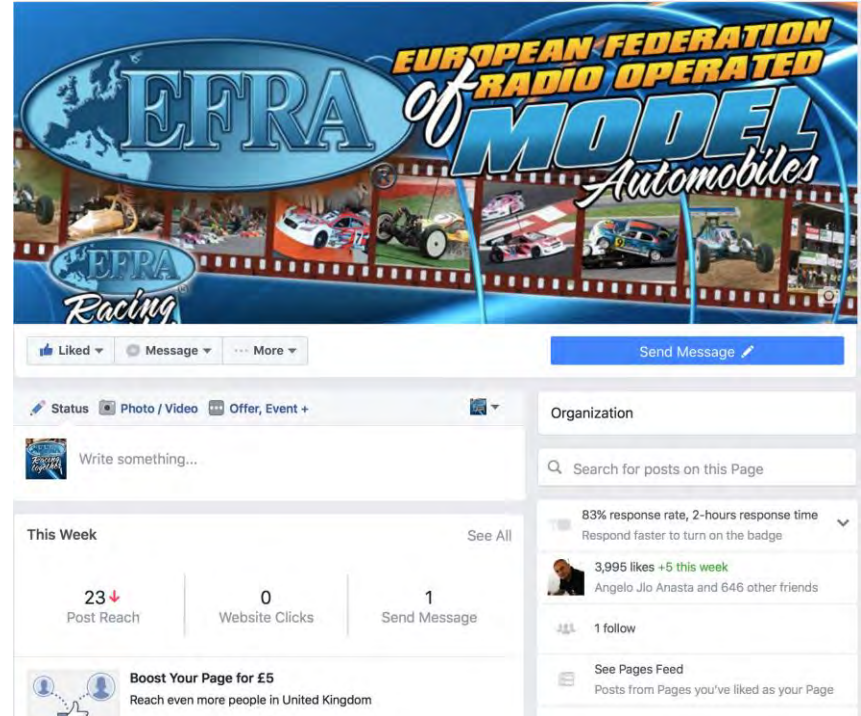 EFRA
EUROPEAN FEDERATION
of RADIO OPERATED
MODEL
Automobiles
®
EFRA
®
Racing
Liked
Message
More
Send Message
Status
Photo / Video
Offer, Event +
Organization
Racing
together
Write something...
Search for posts on this Page
This Week
See All
83% response rate, 2-hours response time
Respond faster to turn on the badge
23
Post Reach
0
Website Clicks
1
Send Message
3,995 likes +5 this week
Angelo Jlo Anasta and 646 other friends
1 follow
Boost Your Page for £5
Reach even more people in United Kingdom
See Pages Feed
Posts from Pages you've liked as your Page